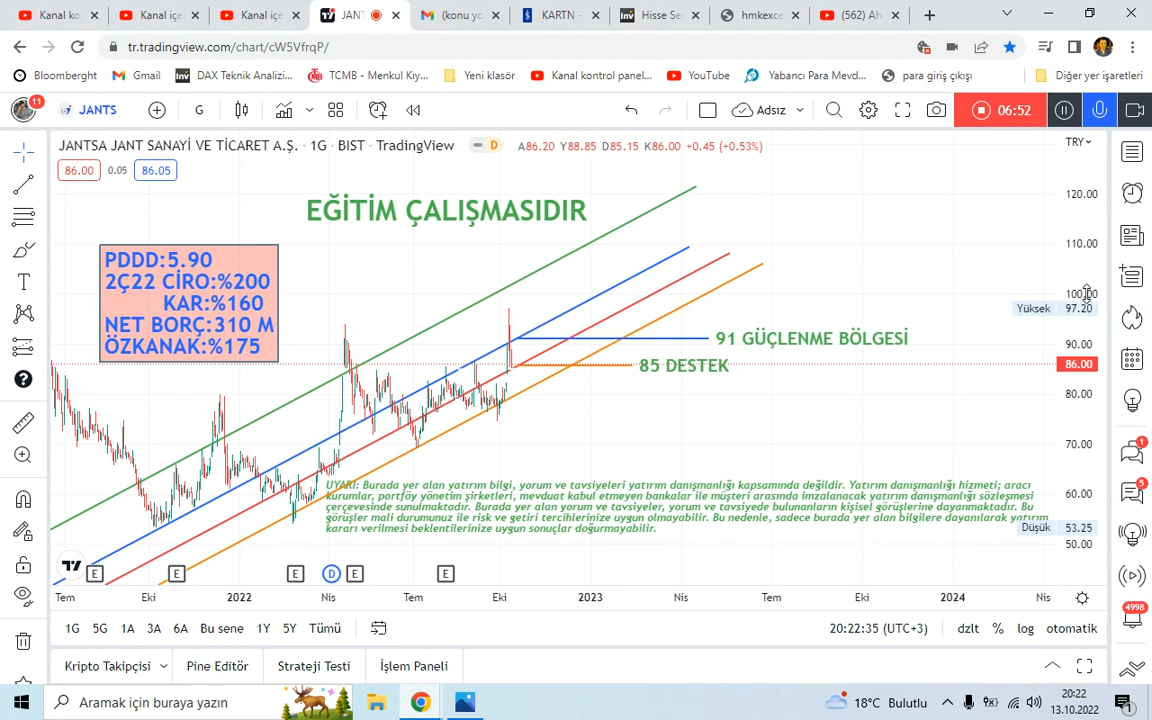 Kanal ko
Kanal içe
Kanal içe
JANT
(konu yo
KARTN -
Hisse Se
hmkexce
(562) Ah
tr.tradingview.com/chart/cW5VfrqP/
Bloomberght
Gmail
DAX Teknik Analizi...
TCMB - Menkul Kıy...
Yeni klasör
Kanal kontrol panel...
YouTube
Yabancı Para Mevd...
para giriş çıkışı
Diğer yer işaretleri
11
JANTS
G
Adsız
06:52
JANTSA JANT SANAYİ VE TİCARET A.Ş. · 1G · BIST · TradingView
D
A86.20 Y88.85 D85.15 K86.00 +0.45 (+0.53%)
TRY
86.00
0.05
86.05
EĞİTİM ÇALIŞMASIDIR
PDDD:5.90
2Ç22 CİRO:%200
KAR:%160
NET BORÇ:310 M
ÖZKANAK:%175
91 GÜÇLENME BÖLGESİ
85 DESTEK
120.00
110.00
100.00
Yüksek 97.20
90.00
86.00
80.00
70.00
60.00
Düşük 53.25
50.00
UYARI: Burada yer alan yatırım bilgi, yorum ve tavsiyeleri yatırım danışmanlığı kapsamında değildir. Yatırım danışmanlığı hizmeti; aracı
kurumlar, portföy yönetim şirketleri, mevduat kabul etmeyen bankalar ile müşteri arasında imzalanacak yatırım danışmanlığı sözleşmesi
çerçevesinde sunulmaktadır. Burada yer alan yorum ve tavsiyeler, yorum ve tavsiyede bulunanların kişisel görüşlerine dayanmaktadır. Bu
görüşler mali durumunuz ile risk ve getiri tercihlerinize uygun olmayabilir. Bu nedenle, sadece burada yer alan bilgilere dayanılarak yatırım
kararı verilmesi beklentilerinize uygun sonuçlar doğurmayabilir.
E
E
E
D
E
E
Tem
Eki
2022
Nis
Tem
Eki
2023
Nis
Tem
Eki
2024
Nis
1G 5G 1A 3A 6A Bu sene 1Y 5Y Tümü
20:22:35 (UTC+3)
dzlt % log otomatik
Kripto Takipçisi
Pine Editör
Strateji Testi
İşlem Paneli
1
5
4998
Aramak için buraya yazın
18°C Bulutlu
20:22
13.10.2022
1